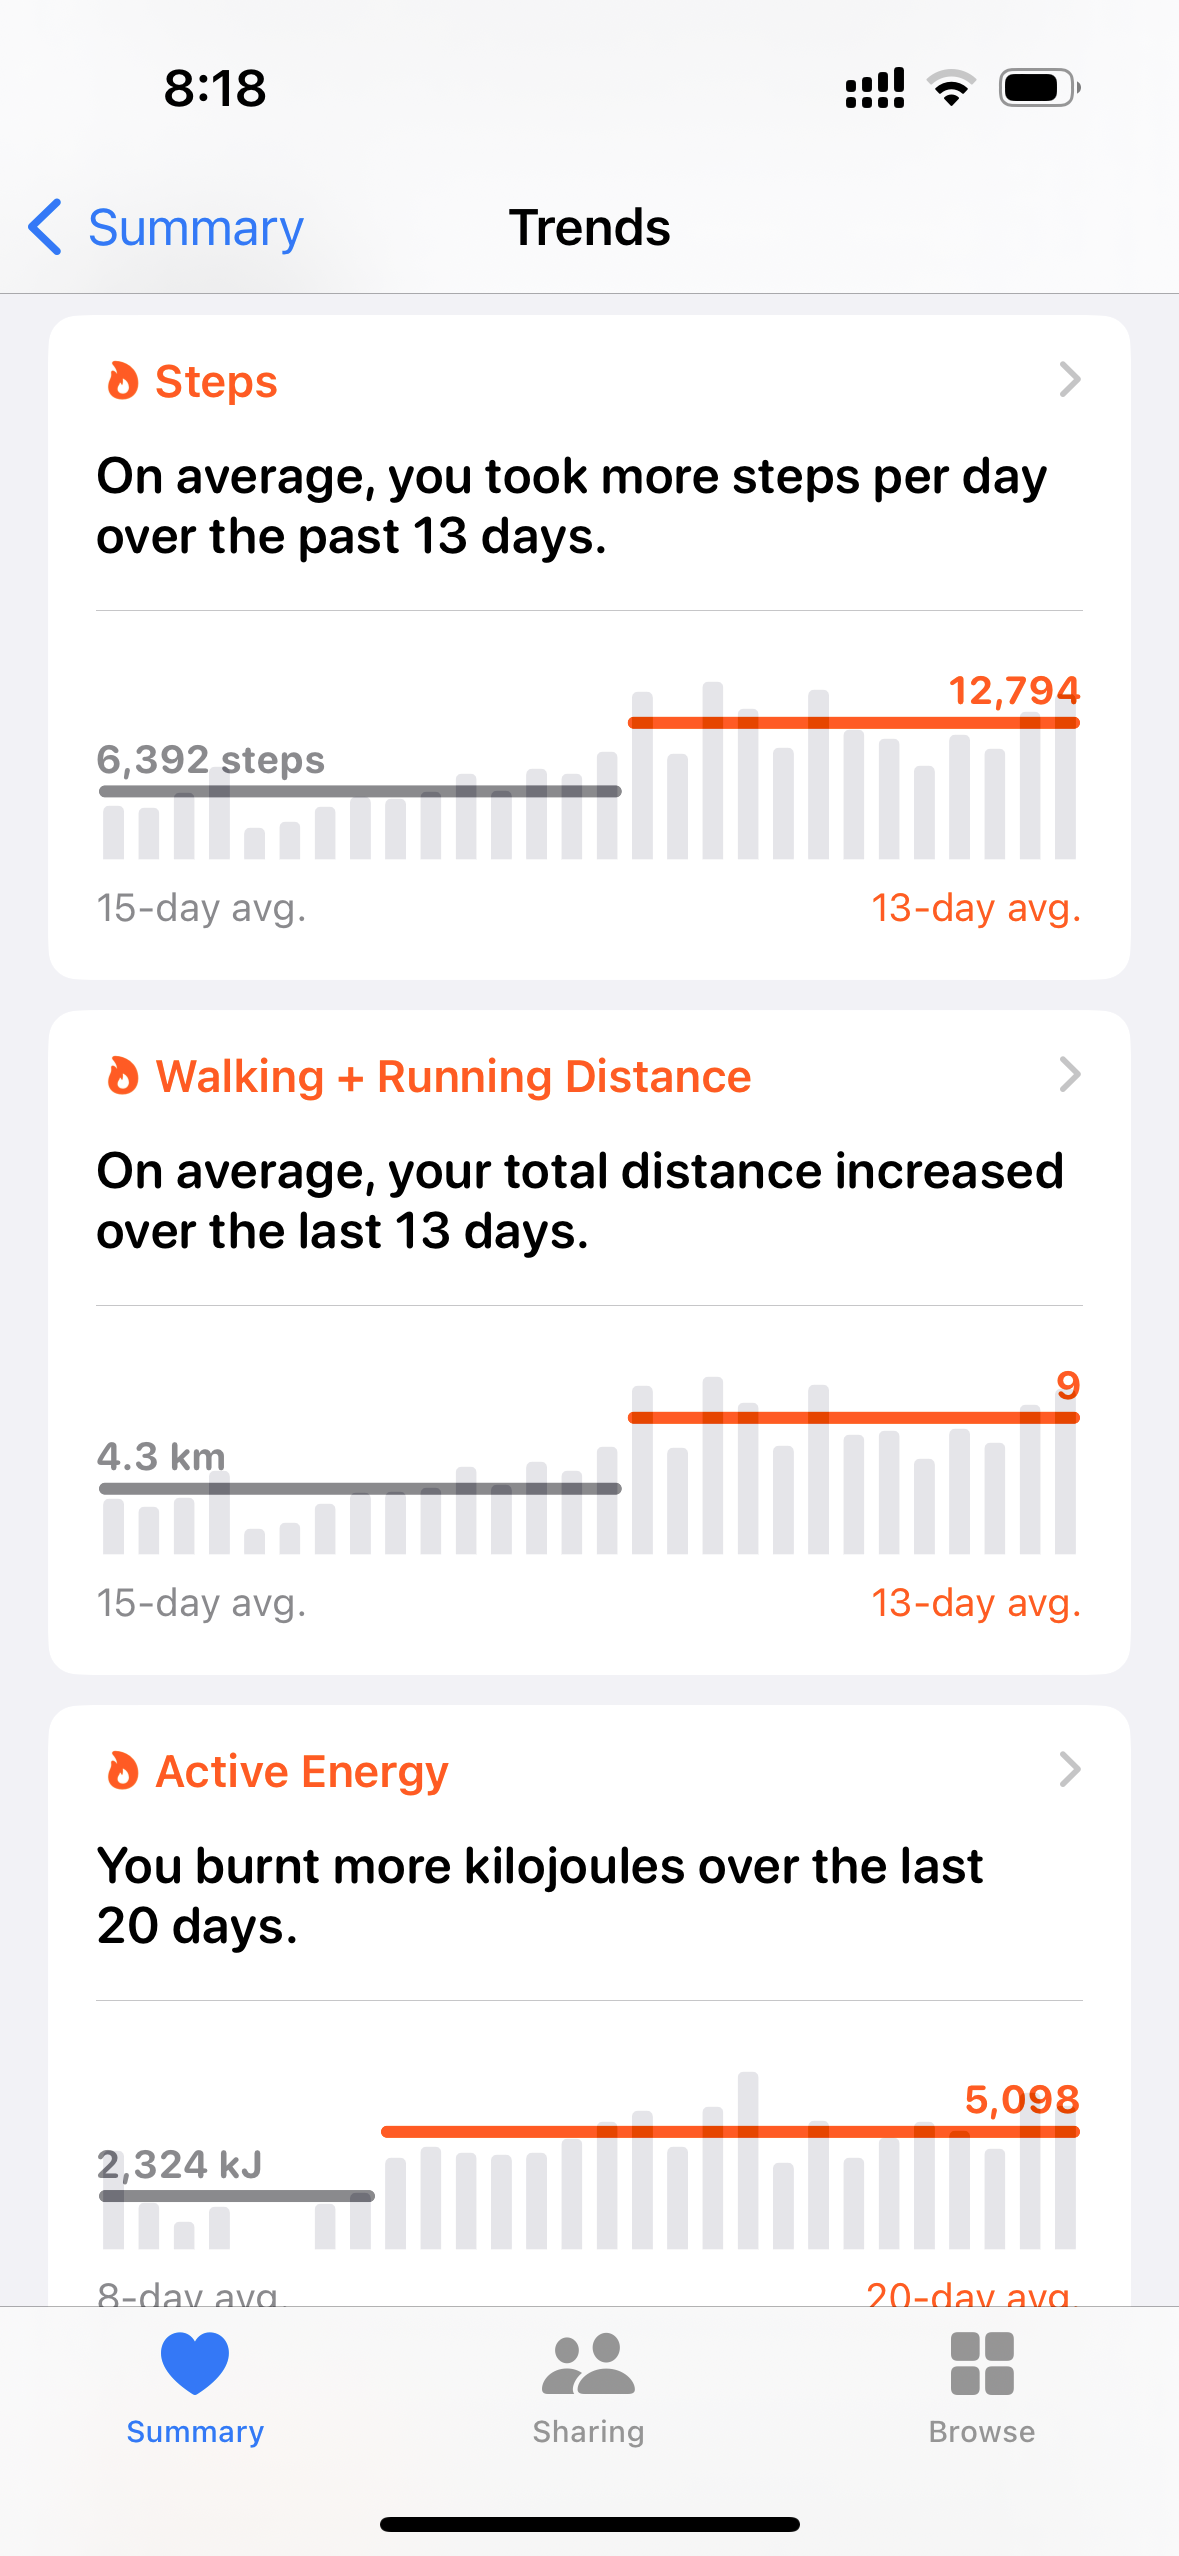 8:18
Summary
Trends
Steps
On average, you took more steps per day
over the past 13 days.
12,794
6,392 steps
15-day avg.
13-day avg.
Walking + Running Distance
On average, your total distance increased
over the last 13 days.
9
4.3 km
15-day avg.
13-day avg.
Active Energy
You burnt more kilojoules over the last
20 days.
5,098
2,324 kJ
8-day avg.
20-day avg.
Summary
Sharing
Browse